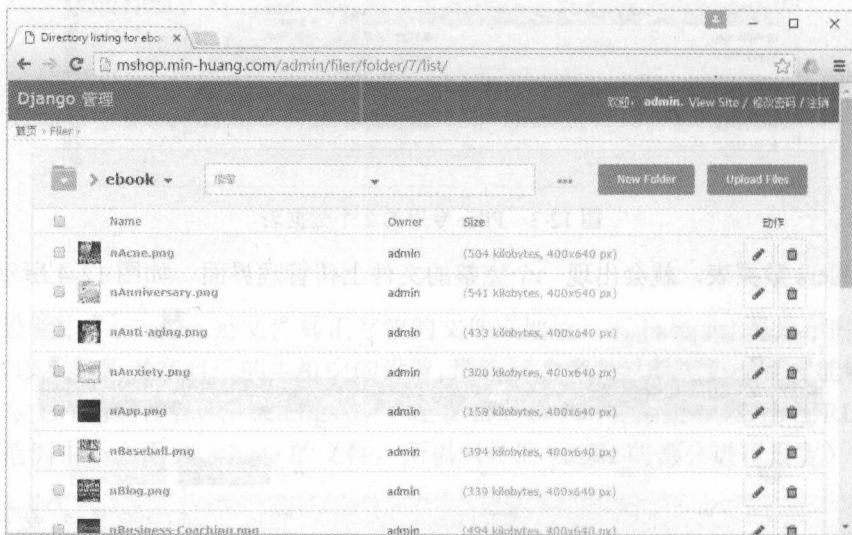 Directory listing for ebo
mshop.min-huang.com/admin/filer/folder/7/list/
Django 管理
欢迎，admin. View Site / 修改密码 / 注销
首页 › Filer ›
ebook
搜索
New Folder
Upload Files
Name Owner Size 动作
nAcne.png admin (504 kilobytes, 400x640 px)
nAnniversary.png admin (541 kilobytes, 400x640 px)
nAnti-aging.png admin (433 kilobytes, 400x640 px)
nAnxiety.png admin (300 kilobytes, 400x640 px)
nApp.png admin (158 kilobytes, 400x640 px)
nBaseball.png admin (394 kilobytes, 400x640 px)
nBlog.png admin (339 kilobytes, 400x640 px)
nBusiness-Coaching.png admin (494 kilobytes, 400x640 px)